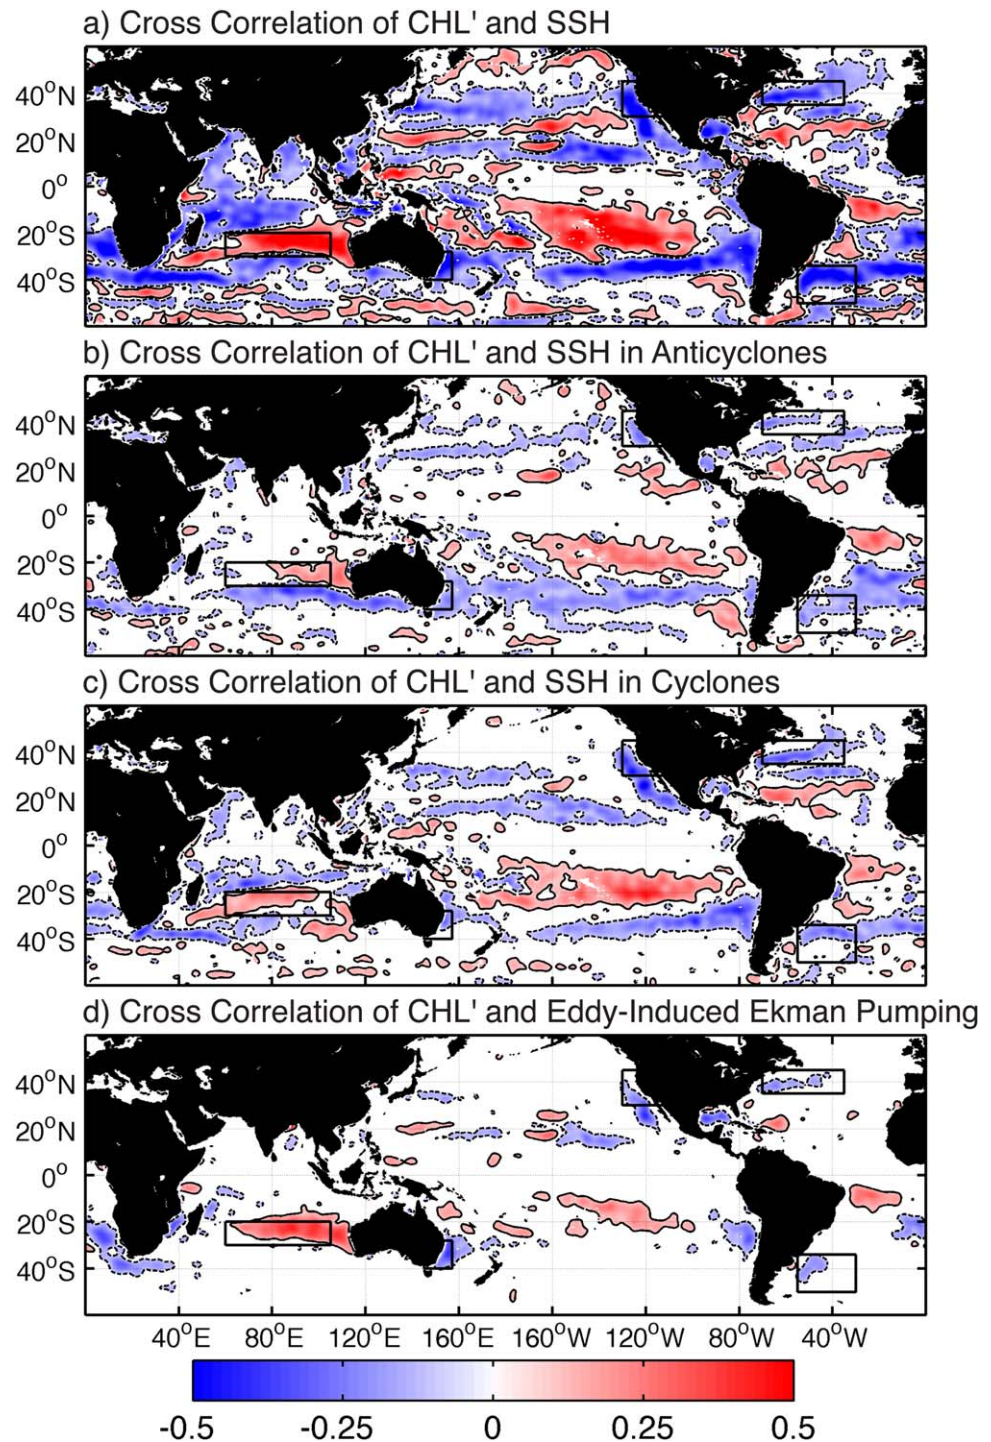 a) Cross Correlation of CHL' and SSH
40°N
20°N
0°
20°S
40°S
b) Cross Correlation of CHL' and SSH in Anticyclones
40°N
20°N
0°
20°S
40°S
c) Cross Correlation of CHL' and SSH in Cyclones
40°N
20°N
0°
20°S
40°S
d) Cross Correlation of CHL' and Eddy-Induced Ekman Pumping
40°N
20°N
0°
20°S
40°S
40°E 80°E 120°E 160°E 160°W 120°W 80°W 40°W
-0.5 -0.25 0 0.25 0.5